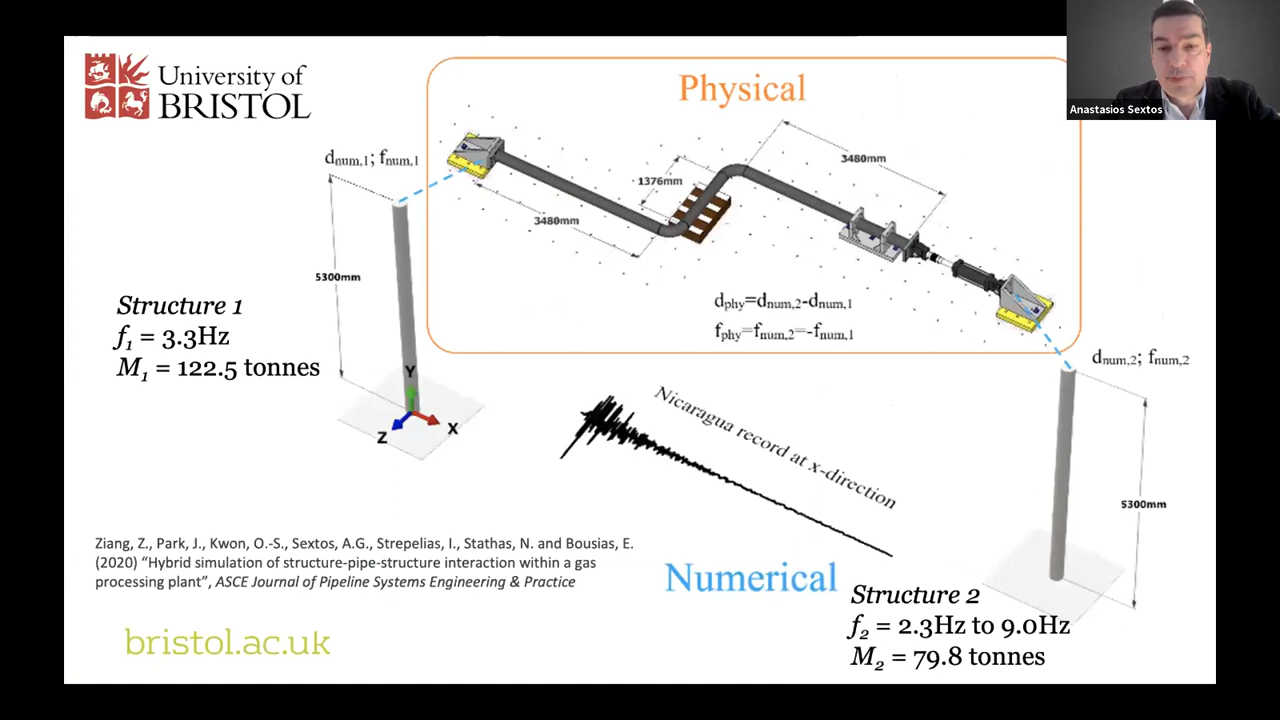 University of
BRISTOL
Physical
Anastasios Sextos
dnum,1; fnum,1
3480mm
1376mm
3480mm
5300mm
dphy=dnum,2-dnum,1
fphy=fnum,2=-fnum,1
Structure 1
f1 = 3.3Hz
M1 = 122.5 tonnes
dnum,2; fnum,2
Y
X
Z
Nicaragua record at x-direction
5300mm
Ziang, Z., Park, J., Kwon, O.-S., Sextos, A.G., Strepelias, I., Stathas, N. and Bousias, E.
(2020) “Hybrid simulation of structure-pipe-structure interaction within a gas
processing plant”, ASCE Journal of Pipeline Systems Engineering & Practice
Numerical
Structure 2
f2 = 2.3Hz to 9.0Hz
M2 = 79.8 tonnes
bristol.ac.uk